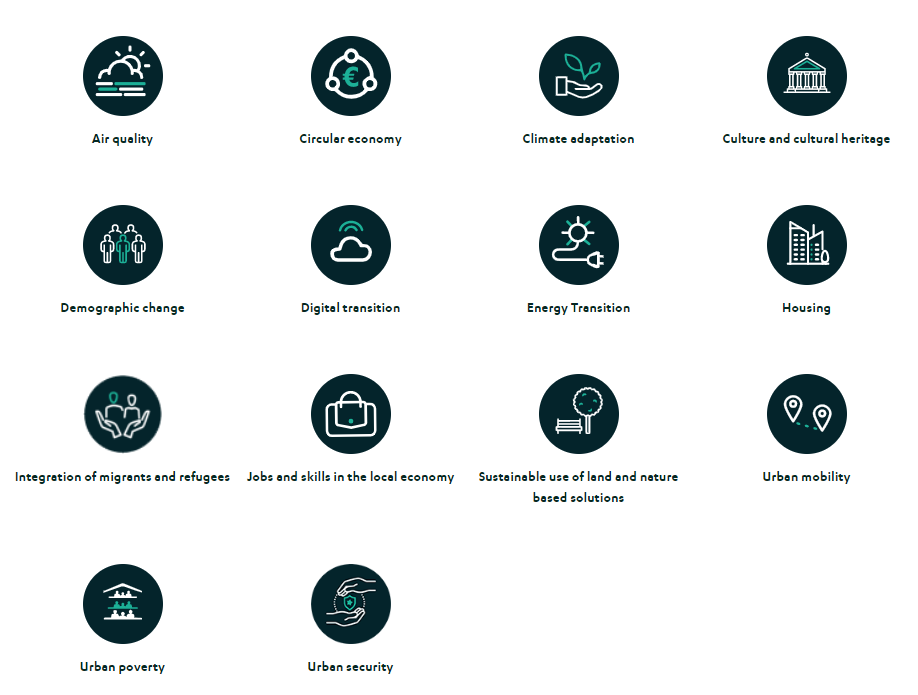 Air quality
Circular economy
Climate adaptation
Culture and cultural heritage
Demographic change
Digital transition
Energy Transition
Housing
Integration of migrants and refugees
Jobs and skills in the local economy
Sustainable use of land and nature
based solutions
Urban mobility
Urban poverty
Urban security